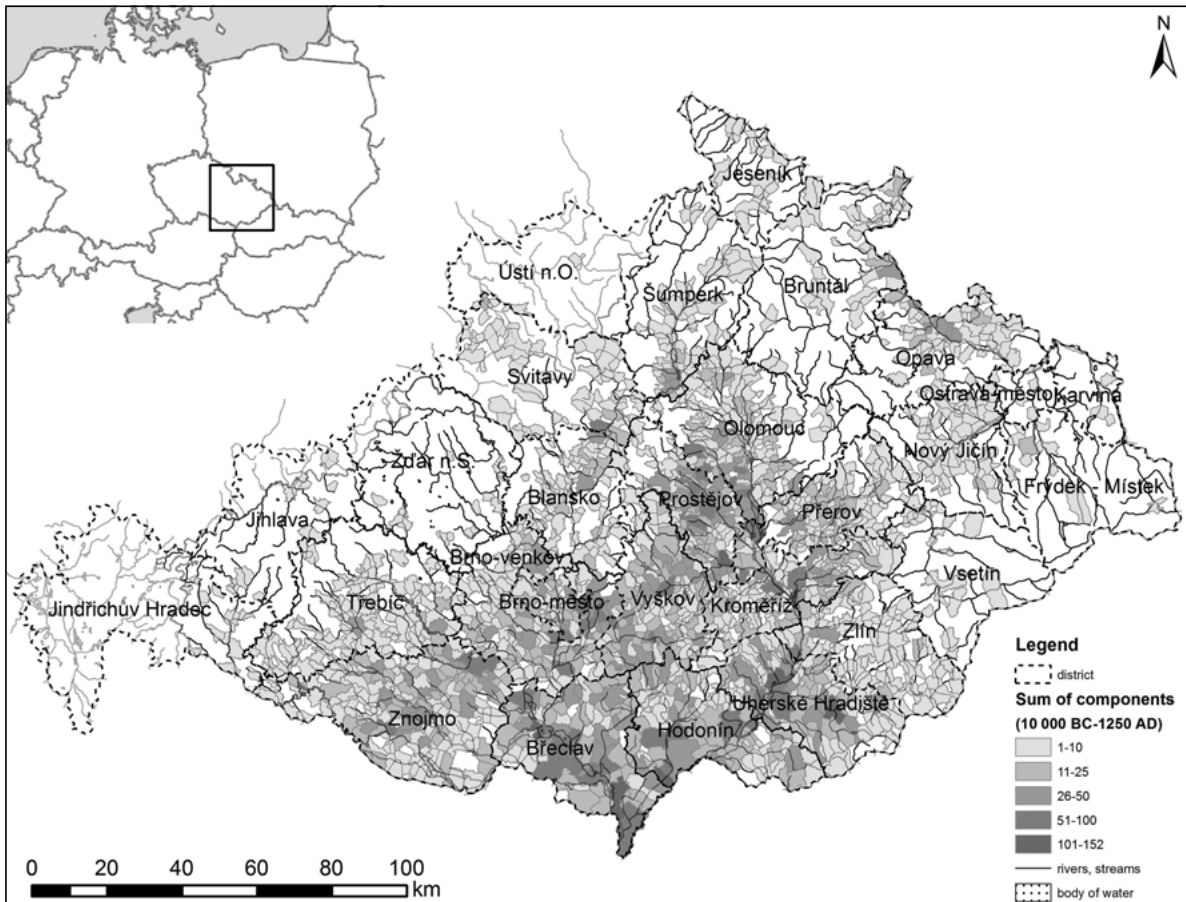 N
Jeseník
Ústí n.O.
Šumperk
Bruntál
Opava
Svitavy
Ostrava-město
Karviná
Olomouc
Nový Jičín
Žďár n.S.
Frýdek - Místek
Blansko
Prostějov
Přerov
Jihlava
Brno-venkov
Vsetín
Jindřichův Hradec
Třebíč
Brno-město
Vyškov
Kroměříž
Zlín
Znojmo
Břeclav
Hodonín
Uherské Hradiště
Legend
district
Sum of components
(10 000 BC-1250 AD)
1-10
11-25
26-50
51-100
101-152
rivers, streams
body of water
0 20 40 60 80 100
km